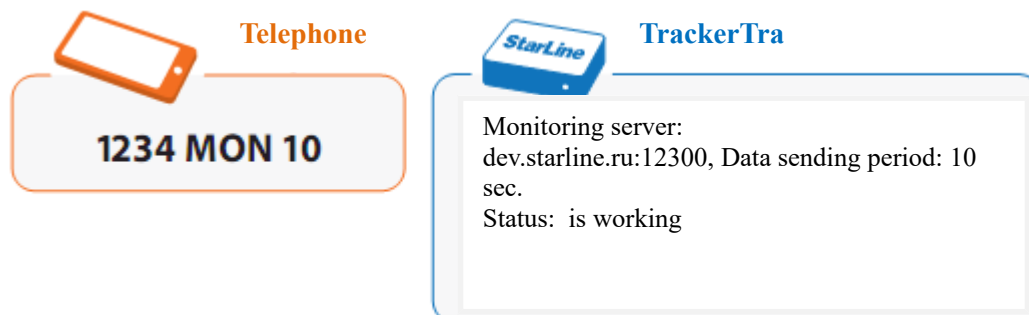 Telephone
StarLine
TrackerTra
1234 MON 10
Monitoring server:
dev.starline.ru:12300, Data sending period: 10
sec.
Status:  is working